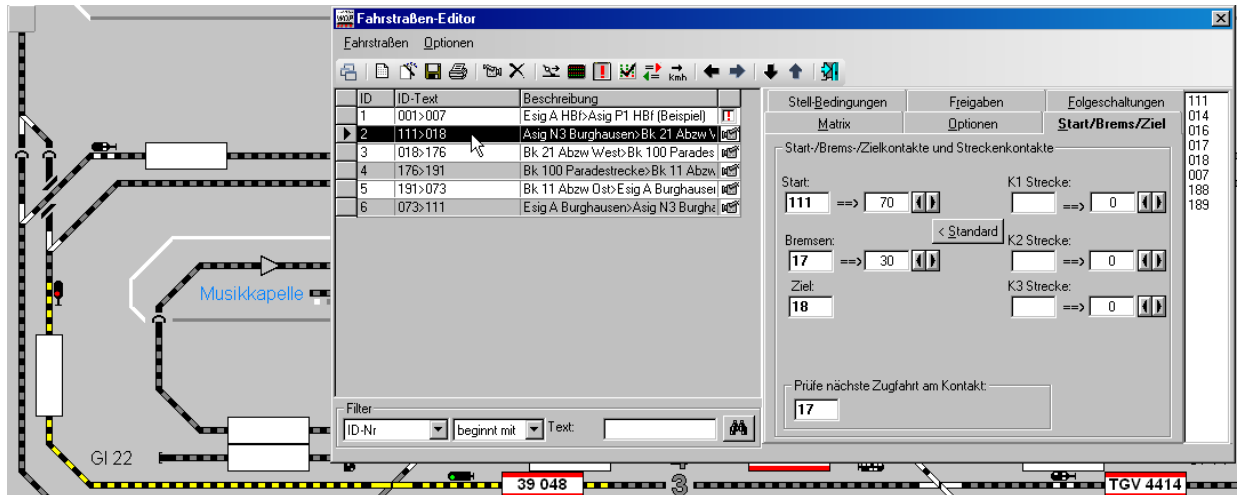 WDP Fahrstraßen-Editor
Fahrstraßen Optionen
kmh
ID ID-Text Beschreibung
1 001>007 Esig A HBf>Asig P1 HBf (Beispiel)
2 111>018 Asig N3 Burghausen>Bk 21 Abzw
3 018>176 Bk 21 Abzw West>Bk 100 Parades
4 176>191 Bk 100 Paradestrecke>Bk 11 Abzw
5 191>073 Bk 11 Abzw Ost>Esig A Burghausen
6 073>111 Esig A Burghausen>Asig N3 Burgha
Filter
ID-Nr beginnt mit Text:
Stell-Bedingungen Freigaben Folgeschaltungen
Matrix Optionen Start/Brems/Ziel
Start-/Brems-/Zielkontakte und Streckenkontakte
Start: K1 Strecke:
111 ==> 70 ==> 0
< Standard
Bremsen: K2 Strecke:
17 ==> 30 ==> 0
Ziel: K3 Strecke:
18 ==> 0
Prüfe nächste Zugfahrt am Kontakt:
17
111
014
016
017
018
007
188
189
Musikkapelle
Gl 22
39 048
3
TGV 4414